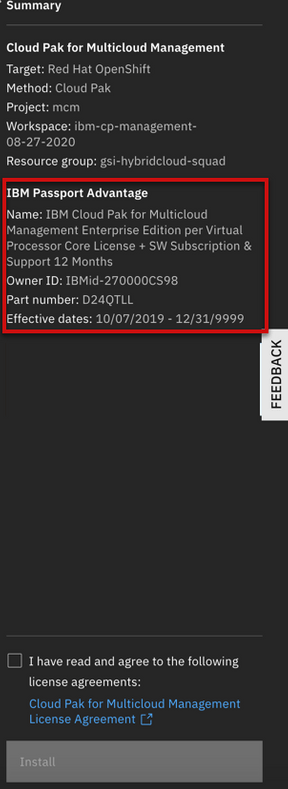 Summary
Cloud Pak for Multicloud Management
Target: Red Hat OpenShift
Method: Cloud Pak
Project: mcm
Workspace: ibm-cp-management-
08-27-2020
Resource group: gsi-hybridcloud-squad
IBM Passport Advantage
Name: IBM Cloud Pak for Multicloud
Management Enterprise Edition per Virtual
Processor Core License + SW Subscription &
Support 12 Months
Owner ID: IBMid-270000CS98
Part number: D24QTLL
Effective dates: 10/07/2019 - 12/31/9999
FEEDBACK
I have read and agree to the following
license agreements:
Cloud Pak for Multicloud Management
License Agreement
Install